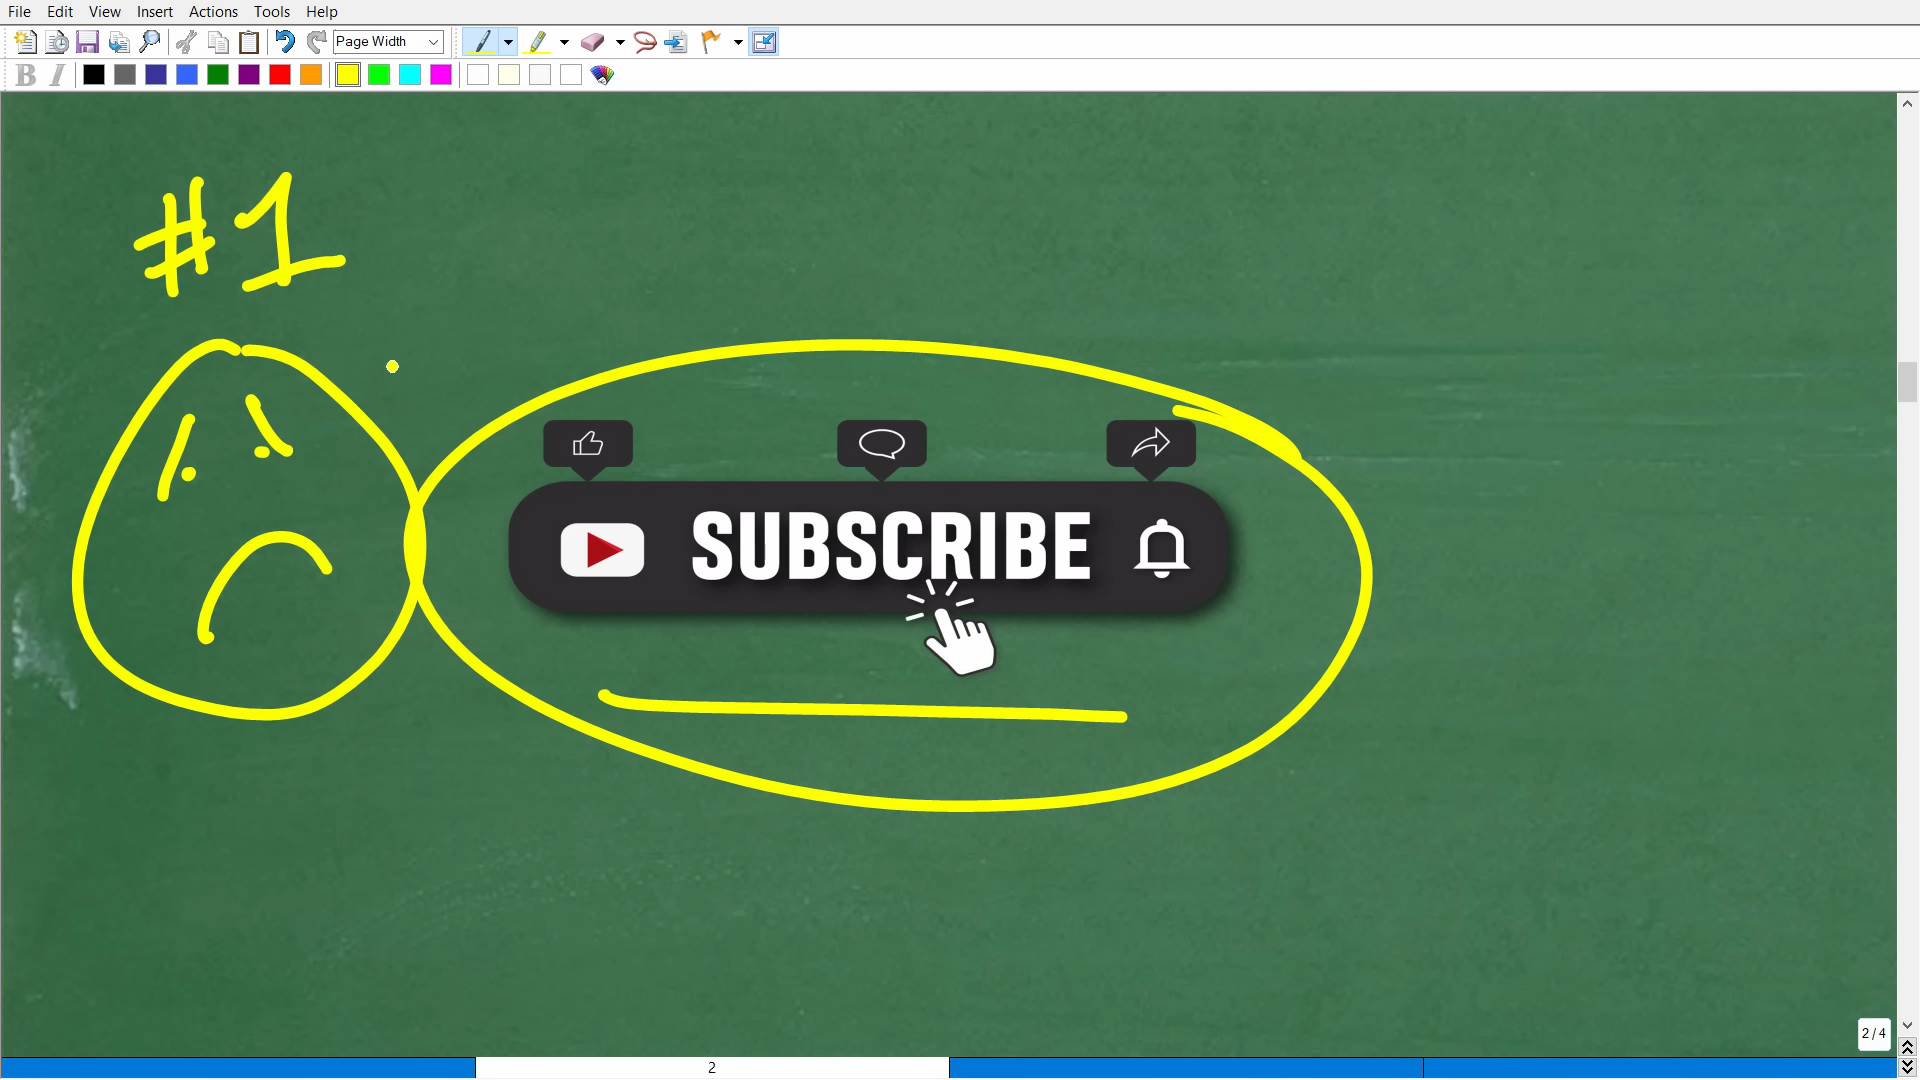 File Edit View Insert Actions Tools Help
Page Width
B I
#1
SUBSCRIBE
2 / 4
2